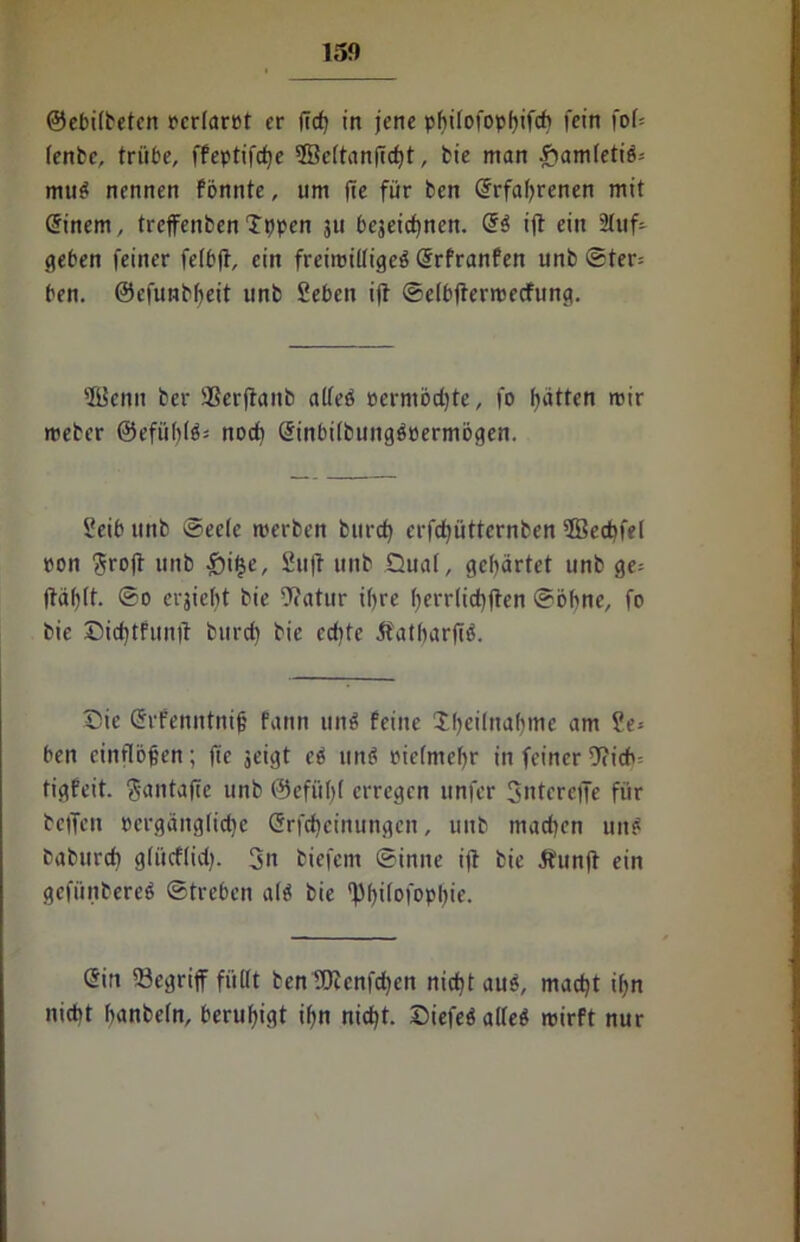 159
Gebildeten verlarvt er sich in jene philosophisch sein sol-
lende, trübe, skeptische Weltansicht, die man Hamletis-
mus nennen könnte, um sie für den Erfahrenen mit
Einem, treffenden Typen zu bezeichnen. Es ist ein Auf-
geben seiner selbst, ein freiwilliges Erkranken und Ster-
ben. Gesundheit und Leben ist Selbsterweckung.
Wenn der Verstand alles vermöchte, so hätten wir
weder Gefühls- noch Einbildungsvermögen.
Leib und Seele werden durch erschütternden Wechsel
von Frost und Hitze, Lust und Qual, gehärtet und ge-
stählt. So erzieht die Natur ihre herrlichsten Söhne, so
die Dichtkunst durch die echte Katharsis.
Die Erkenntniß kann uns keine Theilnahme am Le-
ben einflößen; sie zeigt es uns vielmehr in seiner Nich-
tigkeit. Fantasie und Gefühl erregen unser Interesse für
dessen vergängliche Erscheinungen, und machen uns
dadurch glücklich. In diesem Sinne ist die Kunst ein
gesünderes Streben als die Philosophie.
Ein Begriff füllt den Menschen nicht aus, macht ihn
nicht handeln, beruhigt ihn nicht. Dieses alles wirkt nur